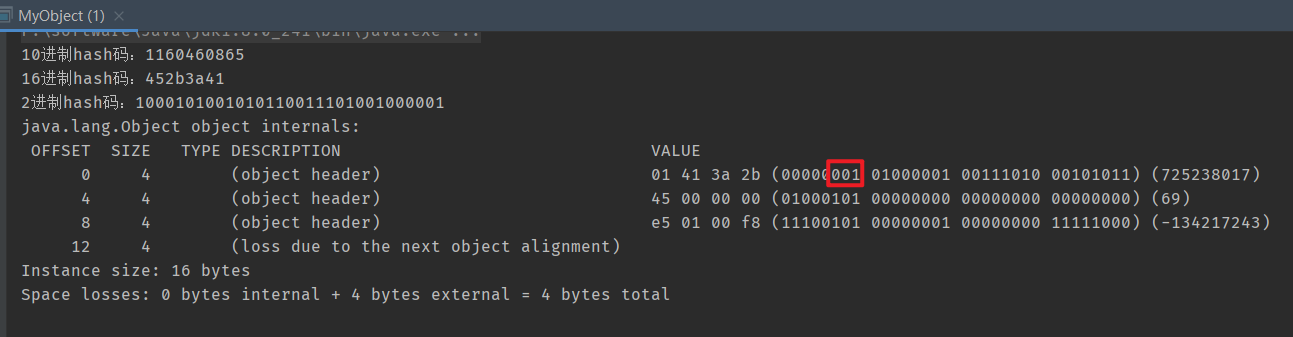 MyObject (1) ×
F:\software\Java\jdk1.8.0_241\bin\java.exe ...
10进制hash码：1160460865
16进制hash码：452b3a41
2进制hash码：1000101001010110011101001000001
java.lang.Object object internals:
OFFSET SIZE TYPE DESCRIPTION VALUE
0 4 (object header) 01 41 3a 2b (00000001 01000001 00111010 00101011) (725238017)
4 4 (object header) 45 00 00 00 (01000101 00000000 00000000 00000000) (69)
8 4 (object header) e5 01 00 f8 (11100101 00000001 00000000 11111000) (-134217243)
12 4 (loss due to the next object alignment)
Instance size: 16 bytes
Space losses: 0 bytes internal + 4 bytes external = 4 bytes total